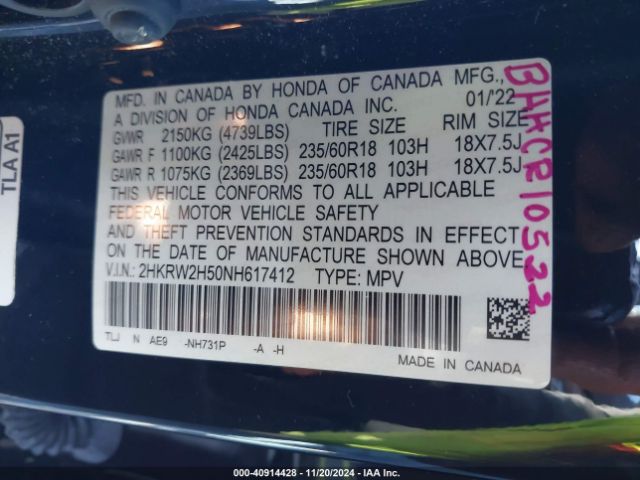 MFD. IN CANADA BY HONDA OF CANADA MFG.,
A DIVISION OF HONDA CANADA INC. 01/'22
GVWR 2150KG (4739LBS) TIRE SIZE RIM SIZE
GAWR F 1100KG (2425LBS) 235/60R18 103H 18X7.5J
GAWR R 1075KG (2369LBS) 235/60R18 103H 18X7.5J
THIS VEHICLE CONFORMS TO ALL APPLICABLE
FEDERAL MOTOR VEHICLE SAFETY
AND THEFT PREVENTION STANDARDS IN EFFECT
ON THE DATE OF MANUFACTURE SHOWN ABOVE.
V.I.N.: 2HKRW2H50NH617412 TYPE: MPV
TLJ N AE9 -NH731P -A -H
MADE IN CANADA
TLA A1
000-40914428 - 11/20/2024 - IAA Inc.